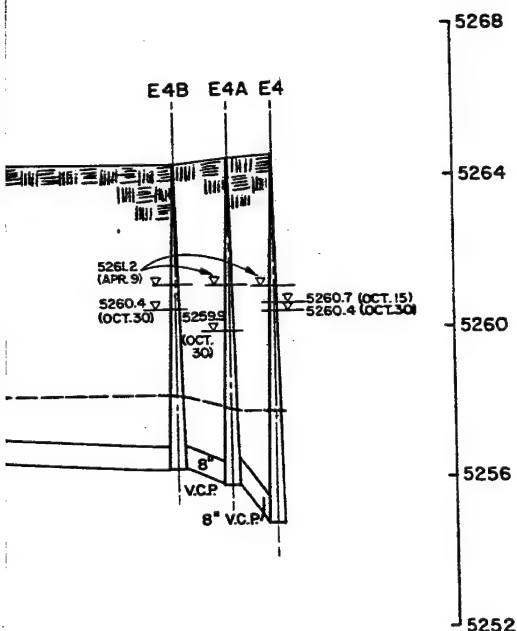 5268
E4B E4A E4
5264
5261.2
(APR. 9)
5260.4
(OCT. 30)
5259.9
(OCT.
30)
5260.7 (OCT. 15)
5260.4 (OCT. 30)
5260
8"
V.C.P.
8" V.C.P.
5256
5252